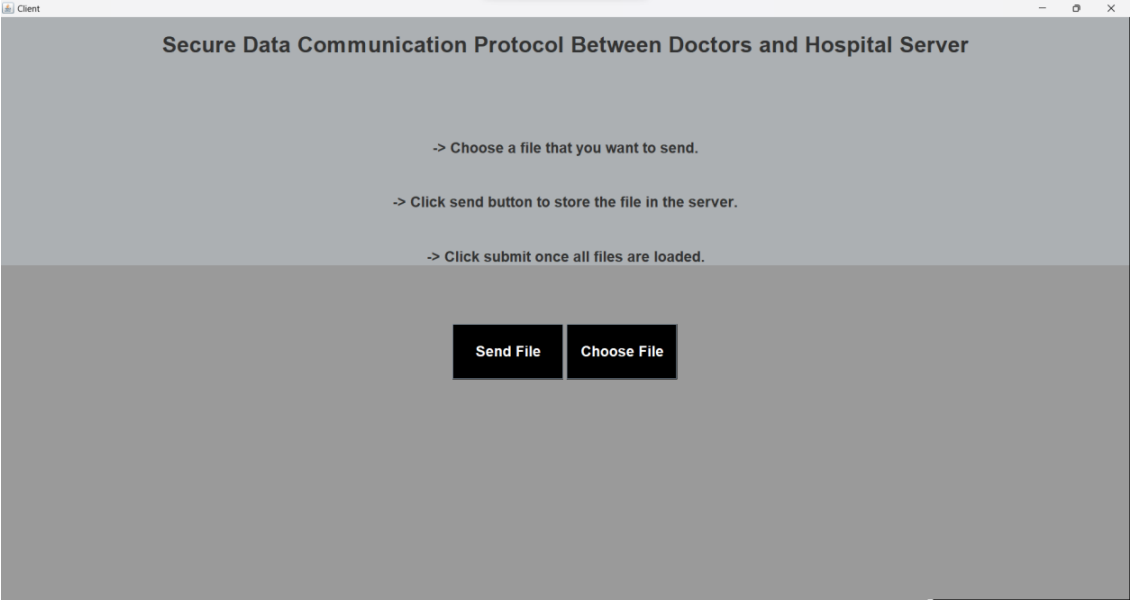 Client
Secure Data Communication Protocol Between Doctors and Hospital Server
-> Choose a file that you want to send.
-> Click send button to store the file in the server.
-> Click submit once all files are loaded.
Send File Choose File